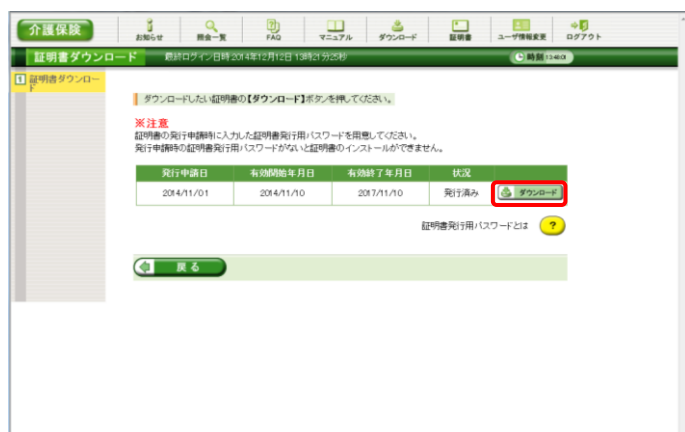 介護保険
お知らせ
照会一覧
FAQ
マニュアル
ダウンロード
証明書
ユーザ情報変更
ログアウト
証明書ダウンロード
最終ログイン日時 2014年12月12日 13時21分25秒
時刻
1 証明書ダウンロー
ド
ダウンロードしたい証明書の【ダウンロード】ボタンを押してください。
※注意
証明書の発行申請時に入力した証明書発行用パスワードを用意してください。
発行申請時の証明書発行用パスワードがないと証明書のインストールができません。
発行申請日 有効開始年月日 有効終了年月日 状況
2014/11/01 2014/11/10 2017/11/10 発行済み ダウンロード
証明書発行用パスワードとは ?
戻る